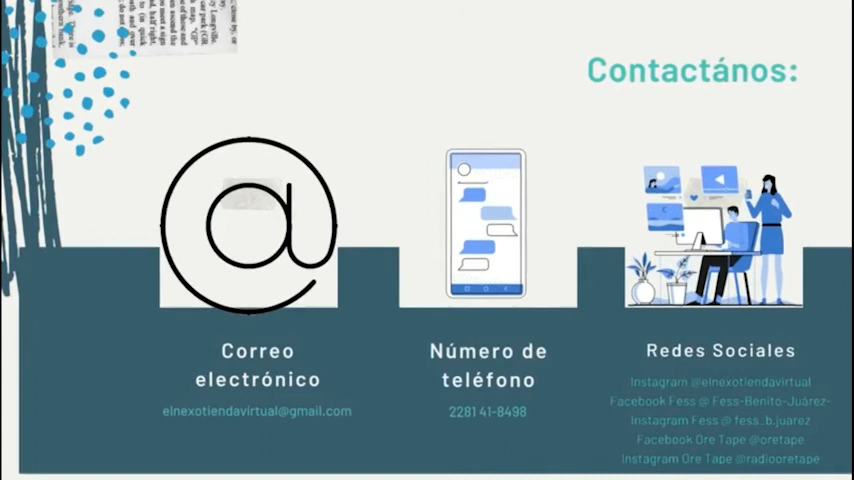 Contactános:
Correo
electrónico
elnexotiendavirtual@gmail.com
Número de
teléfono
2281 41-8498
Redes Sociales
Instagram @elnexotiendavirtual
Facebook Fess @ Fess-Benito-Juárez-
Instagram Fess @ fess_b.juarez
Facebook Ore Tape @oretape
Instagram Ore Tape @radiooretape